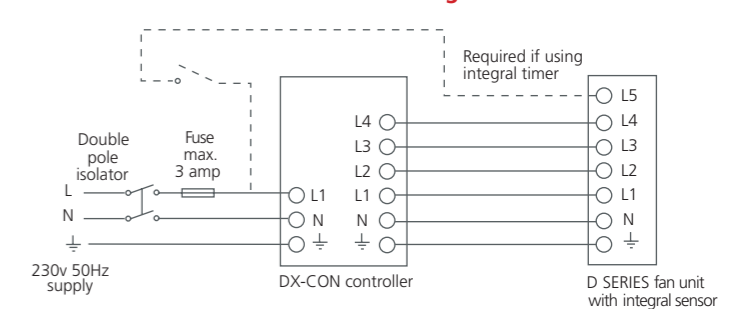 Required if using
integral timer
L5
L4
L4
Double
pole
isolator
Fuse
max.
3 amp
L3
L3
L2
L2
L
L1
L1
L1
N
N
N
N
230v 50Hz
supply
DX-CON controller
D SERIES fan unit
with integral sensor